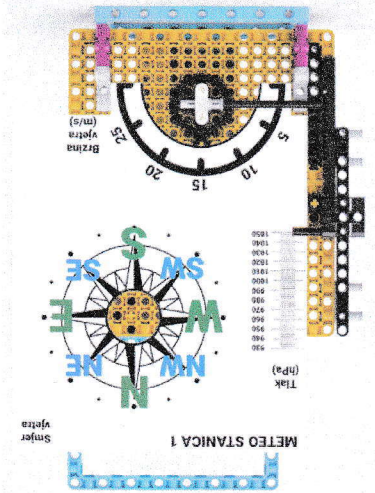 METEO STANICA 1
Smjer
vjetra
Tlak
(hPa)
930
940
950
960
970
980
990
1000
1010
1020
1030
1040
1050
N
NW NE
W E
SW SE
S
5 10 15 20 25
Brzina
vjetra
(m/s)